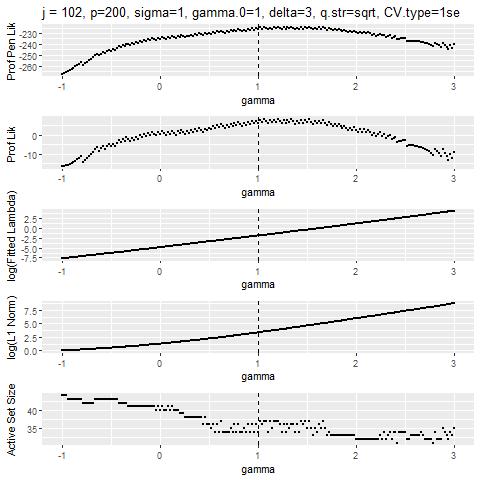 j = 102, p=200, sigma=1, gamma.0=1, delta=3, q.str=sqrt, CV.type=1se
Prof Pen Lik
-230
-240
-250
-260
-1 0 1 2 3
gamma
Prof Lik
0
-10
-1 0 1 2 3
gamma
log(Fitted Lambda)
2.5
0.0
-2.5
-5.0
-7.5
-1 0 1 2 3
gamma
log(L1 Norm)
7.5
5.0
2.5
0.0
-1 0 1 2 3
gamma
Active Set Size
40
35
-1 0 1 2 3
gamma